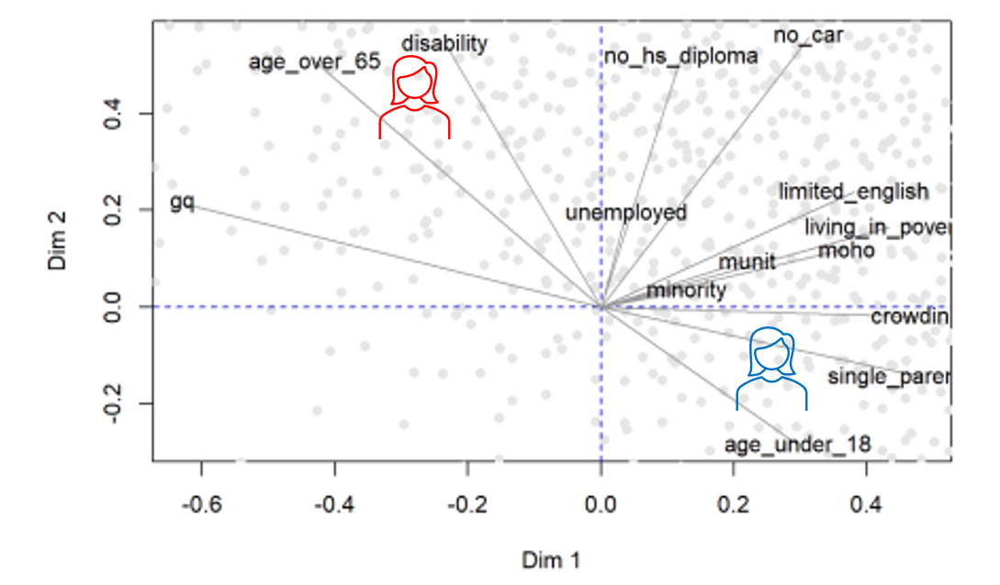 no_car
disability
no_hs_diploma
age_over_65
0.4
limited_english
gq
0.2
unemployed
living_in_pover
Dim 2
moho
munit
minority
0.0
crowdin
single_parer
-0.2
age_under_18
-0.6
-0.4
-0.2
0.0
0.2
0.4
Dim 1